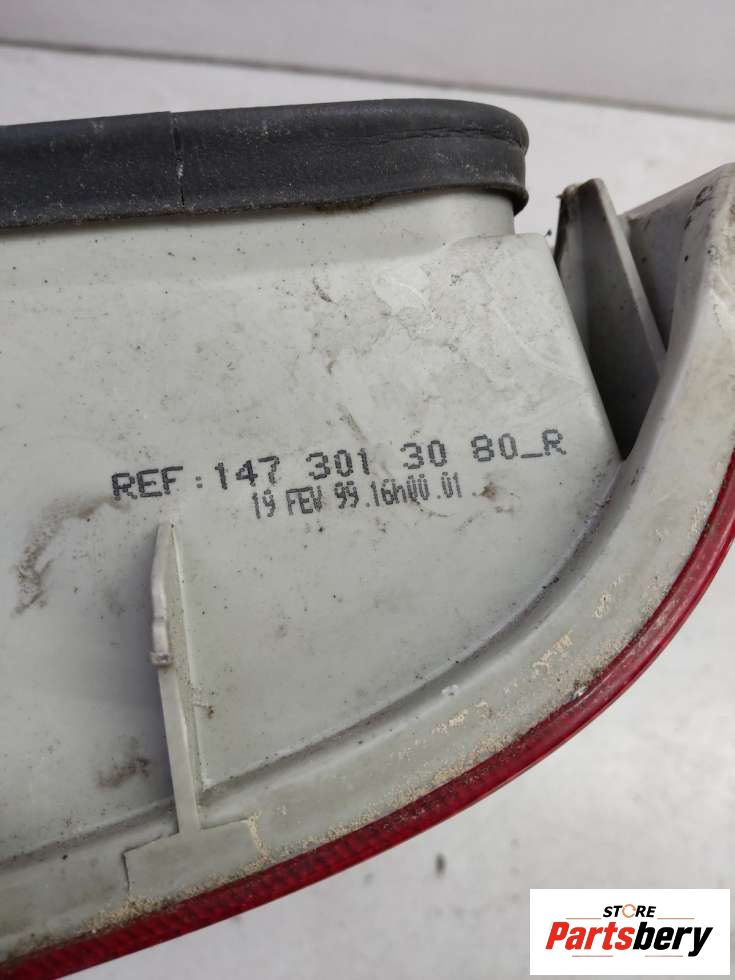 REF: 147 301 30 80_R
19 FEV 99.16h00.01
STORE
Partsbery